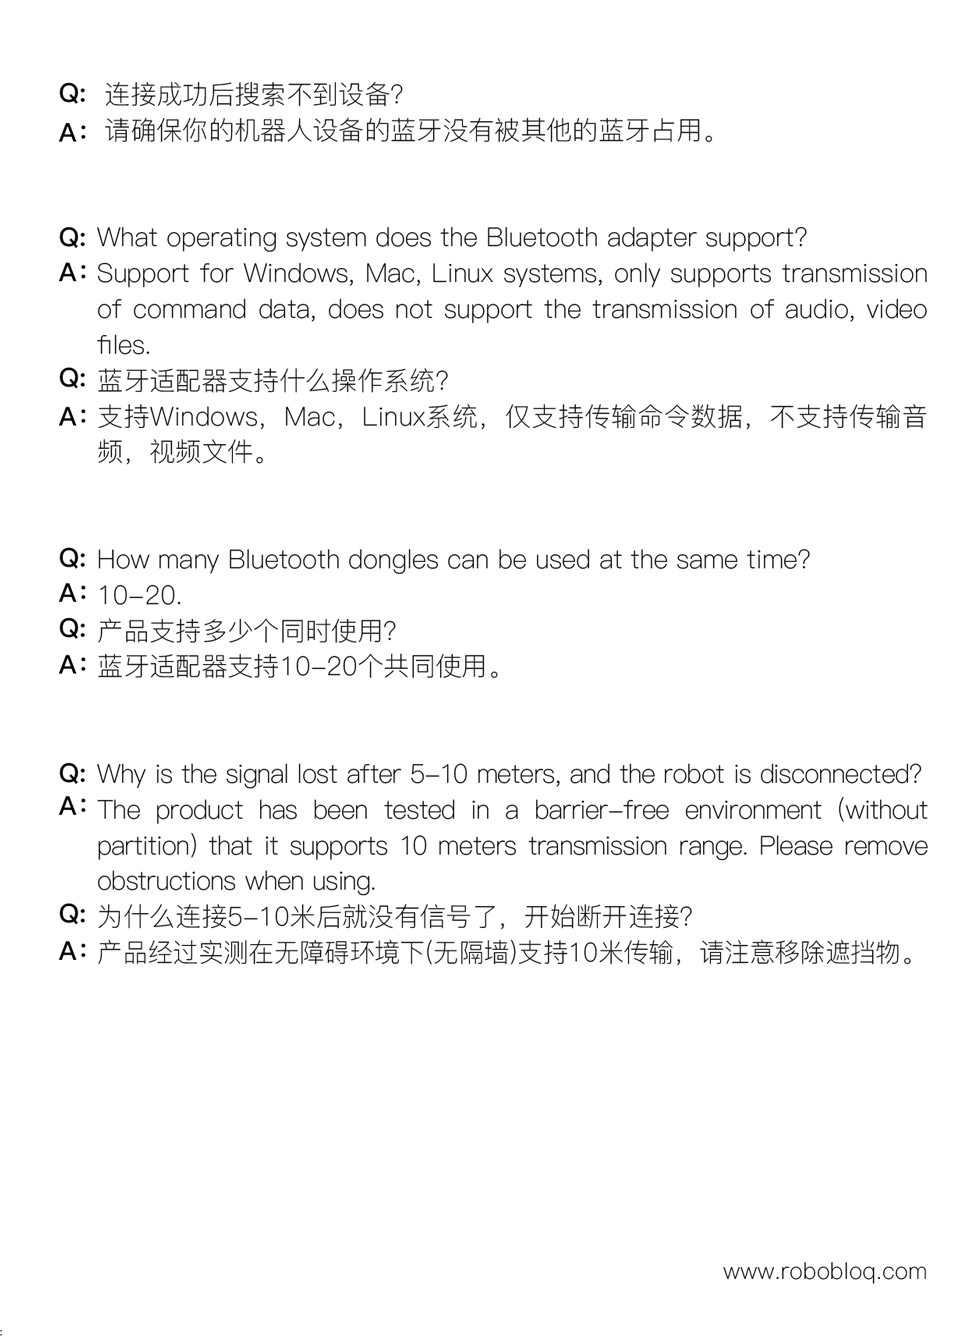 Q: 连接成功后搜索不到设备?
A: 请确保你的机器人设备的蓝牙没有被其他的蓝牙占用。
Q: What operating system does the Bluetooth adapter support?
A: Support for Windows, Mac, Linux systems, only supports transmission
of command data, does not support the transmission of audio, video
files.
Q: 蓝牙适配器支持什么操作系统?
A: 支持Windows，Mac，Linux系统，仅支持传输命令数据，不支持传输音
频，视频文件。
Q: How many Bluetooth dongles can be used at the same time?
A: 10-20.
Q: 产品支持多少个同时使用?
A: 蓝牙适配器支持10-20个共同使用。
Q: Why is the signal lost after 5-10 meters, and the robot is disconnected?
A: The product has been tested in a barrier-free environment (without
partition) that it supports 10 meters transmission range. Please remove
obstructions when using.
Q: 为什么连接5-10米后就没有信号了，开始断开连接?
A: 产品经过实测在无障碍环境下(无隔墙)支持10米传输，请注意移除遮挡物。
www.robobloq.com